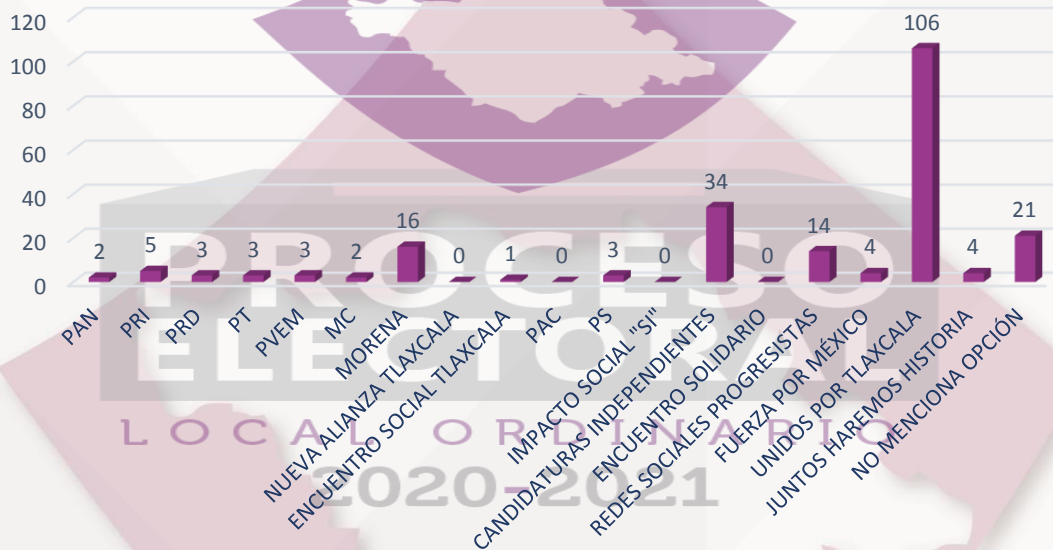 120
100
80
60
40
20
0
2
5
3
3
3
2
16
0
1
0
3
0
34
0
14
4
106
4
21
PAN
PRI
PRD
PT
PVEM
MC
MORENA
NUEVA ALIANZA TLAXCALA
ENCUENTRO SOCIAL TLAXCALA
PAC
PS
IMPACTO SOCIAL "SI"
CANDIDATURAS INDEPENDIENTES
ENCUENTRO SOLIDARIO
REDES SOCIALES PROGRESISTAS
FUERZA POR MÉXICO
UNIDOS POR TLAXCALA
JUNTOS HAREMOS HISTORIA
NO MENCIONA OPCIÓN
PROCESO
ELECTORAL
LOCAL ORDINARIO
2020-2021